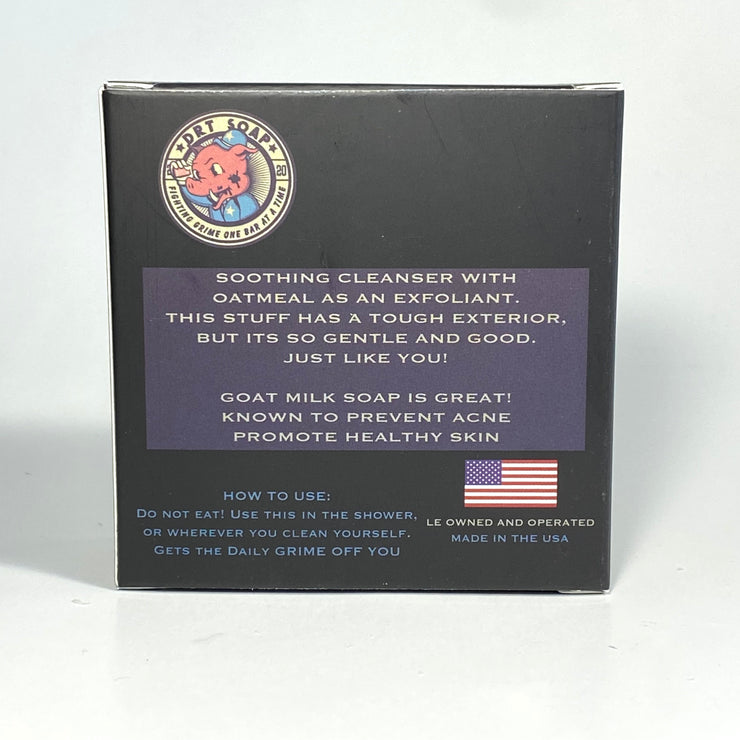 ★DRT SOAP★
20 20
FIGHTING GRIME ONE BAR AT A TIME
SOOTHING CLEANSER WITH
OATMEAL AS AN EXFOLIANT.
THIS STUFF HAS A TOUGH EXTERIOR,
BUT ITS SO GENTLE AND GOOD.
JUST LIKE YOU!
GOAT MILK SOAP IS GREAT!
KNOWN TO PREVENT ACNE
PROMOTE HEALTHY SKIN
HOW TO USE:
DO NOT EAT! USE THIS IN THE SHOWER,
OR WHEREVER YOU CLEAN YOURSELF.
GETS THE DAILY GRIME OFF YOU
LE OWNED AND OPERATED
MADE IN THE USA